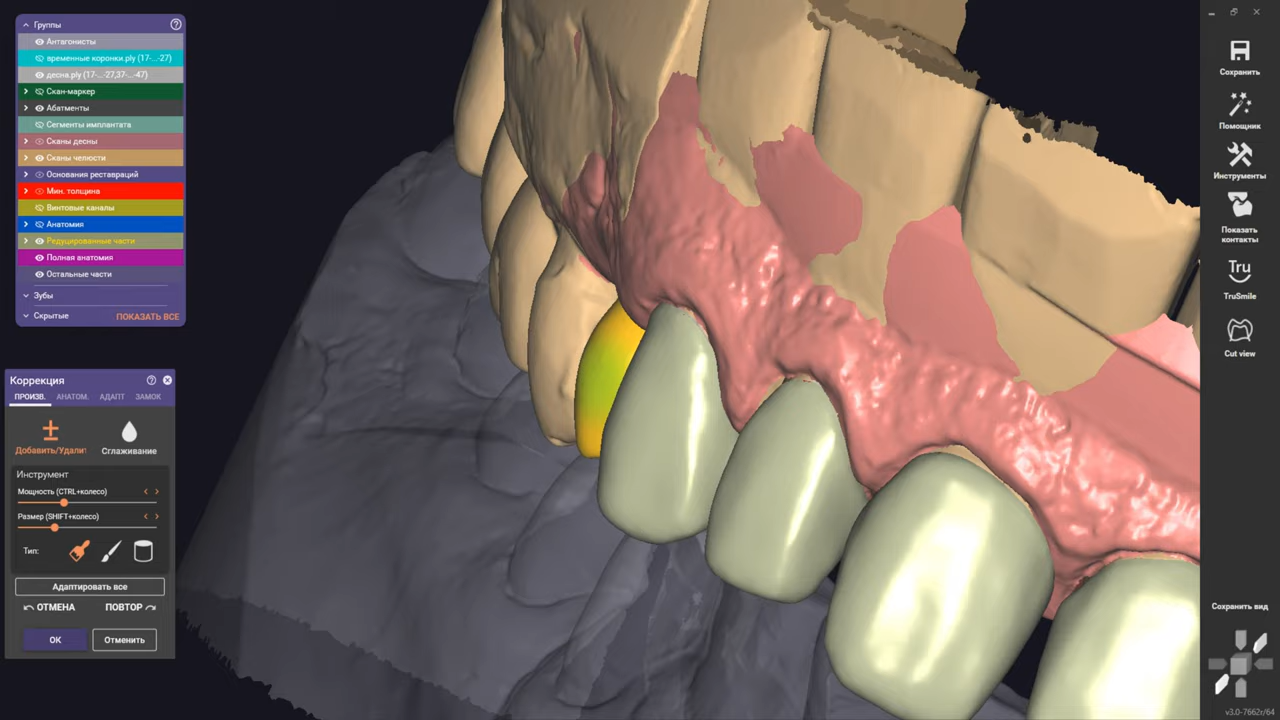 Группы
Антагонисты
временные коронки.ply (17-...-27)
десна.ply (17-...-27,37-...-47)
Скан-маркер
Абатменты
Сегменты имплантата
Сканы десны
Сканы челюсти
Основания реставраций
Мин. толщина
Винтовые каналы
Анатомия
Редуцированные части
Полная анатомия
Остальные части
Зубы
Скрытые
ПОКАЗАТЬ ВСЕ
Коррекция
ПРОИЗВ. АНАТОМ. АДАПТ ЗАМОК
Добавить/Удалит
Сглаживание
Инструмент
Мощность (CTRL+колесо)
Размер (SHIFT+колесо)
Тип:
Адаптировать все
ОТМЕНА ПОВТОР
ОК Отменить
Сохранить
Помощник
Инструменты
Показать
контакты
Tru
TruSmile
Cut view
Сохранить вид
v3.0-7662r/64